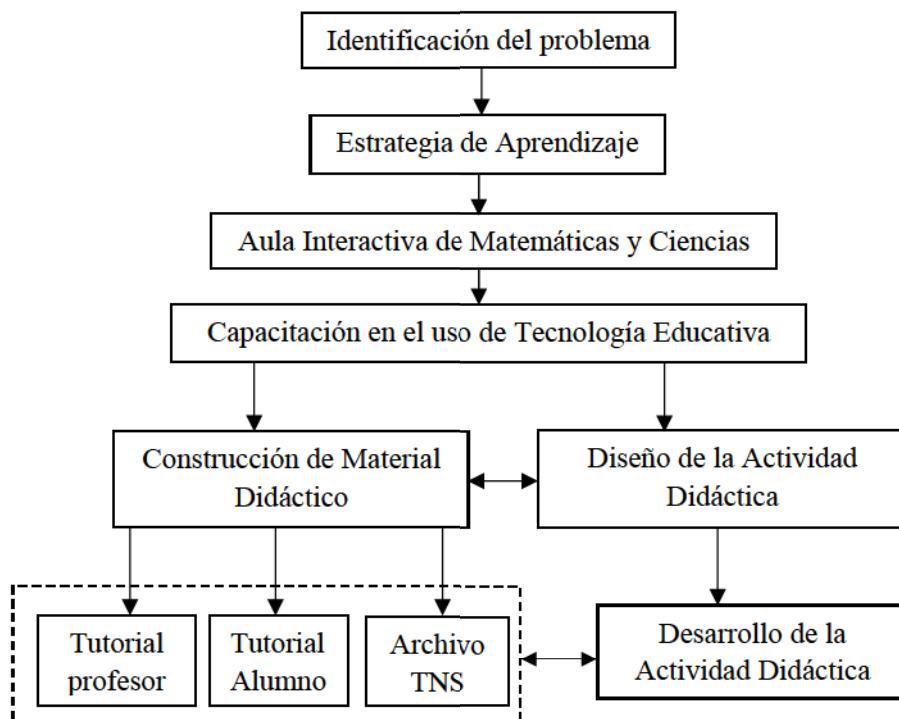 Identificación del problema
Estrategia de Aprendizaje
Aula Interactiva de Matemáticas y Ciencias
Capacitación en el uso de Tecnología Educativa
Construcción de Material
Didáctico
Diseño de la Actividad
Didáctica
Tutorial
profesor
Tutorial
Alumno
Archivo
TNS
Desarrollo de la
Actividad Didáctica